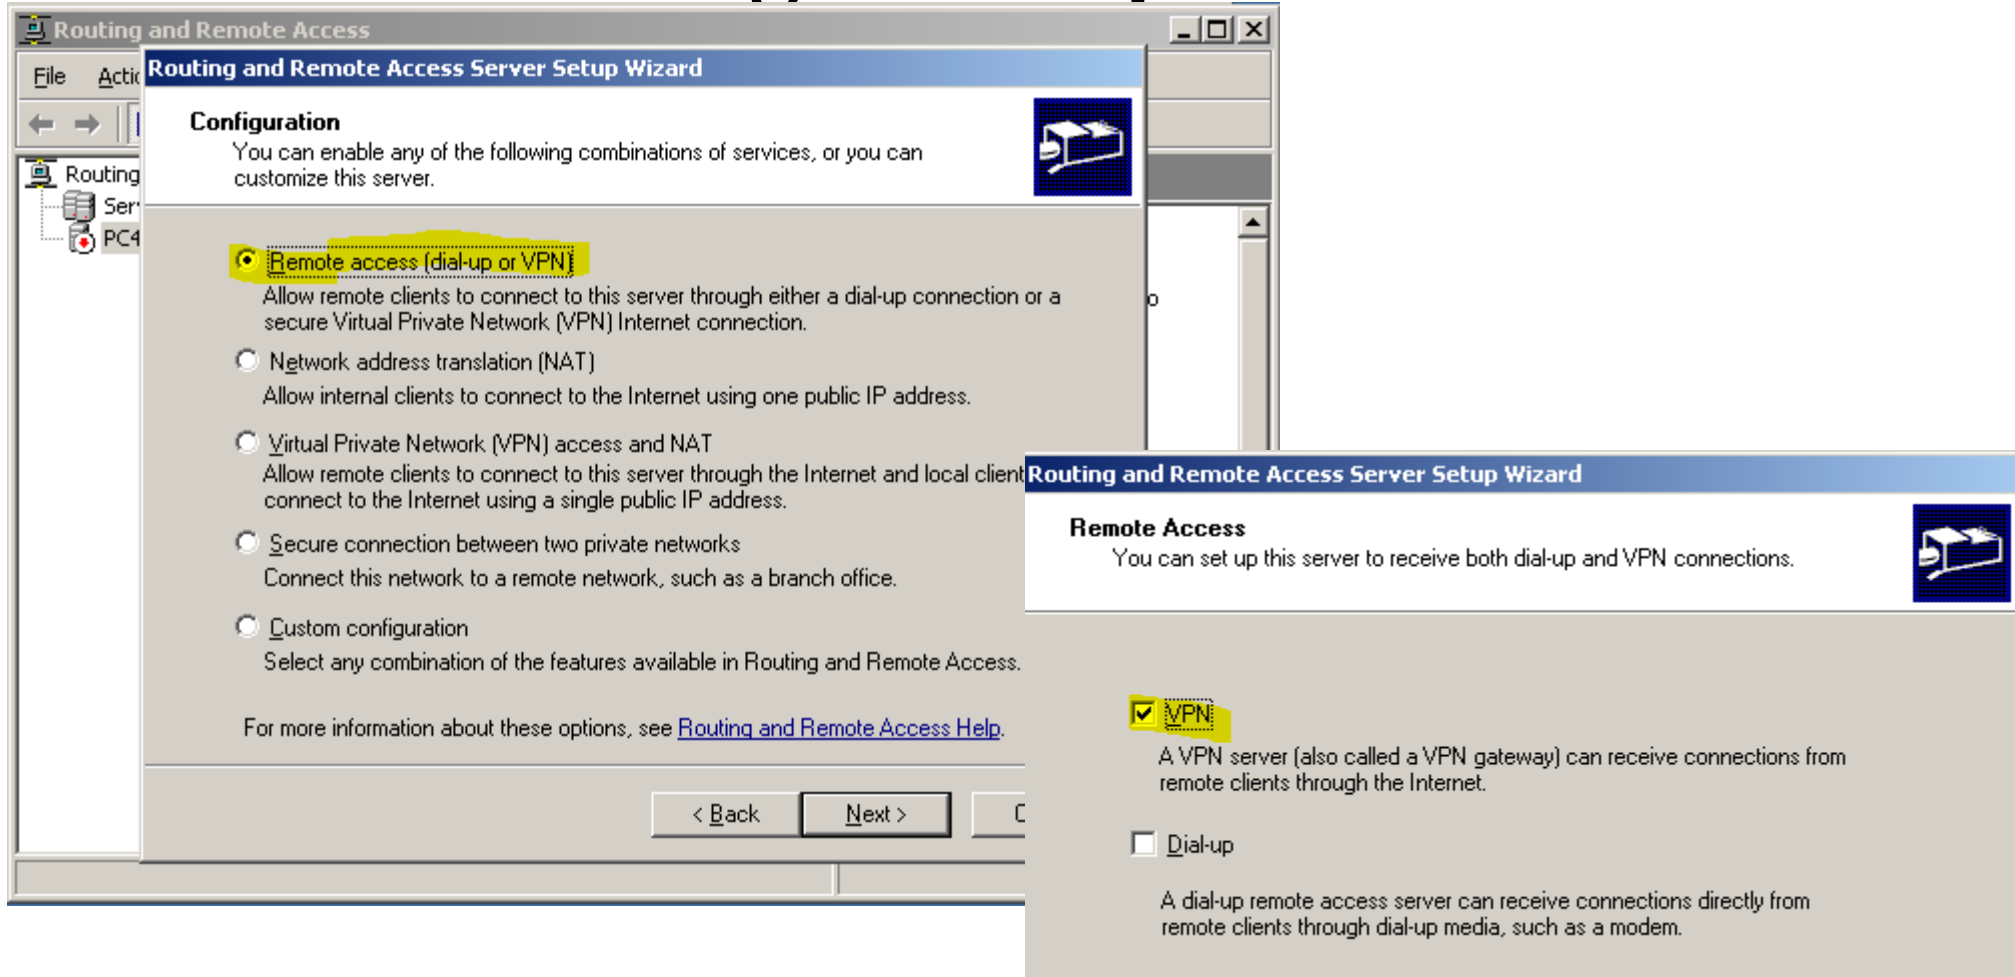 Routing and Remote Access
File
Routing and Remote Access Server Setup Wizard
Configuration
You can enable any of the following combinations of services, or you can
customize this server.
Routing
PC4
Remote access (dial-up or VPN)
Allow remote clients to connect to this server through either a dial-up connection or a
secure Virtual Private Network (VPN) Internet connection.
Network address translation (NAT)
Allow internal clients to connect to the Internet using one public IP address.
Virtual Private Network (VPN) access and NAT
Allow remote clients to connect to this server through the Internet and local client
connect to the Internet using a single public IP address.
Secure connection between two private networks
Connect this network to a remote network, such as a branch office.
Custom configuration
Select any combination of the features available in Routing and Remote Access.
For more information about these options, see Routing and Remote Access Help.
< Back
Next >
Routing and Remote Access Server Setup Wizard
Remote Access
You can set up this server to receive both dial-up and VPN connections.
VPN
A VPN server (also called a VPN gateway) can receive connections from
remote clients through the Internet.
Dial-up
A dial-up remote access server can receive connections directly from
remote clients through dial-up media, such as a modem.